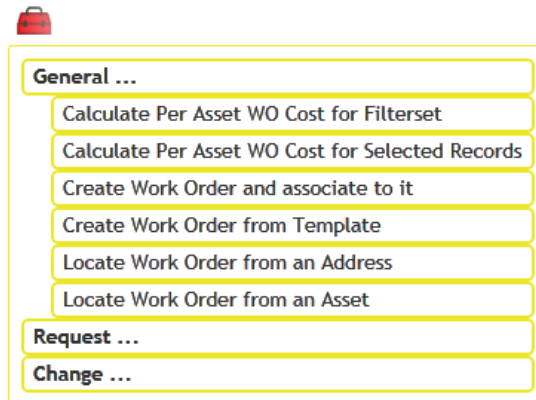 General ...
Calculate Per Asset WO Cost for Filterset
Calculate Per Asset WO Cost for Selected Records
Create Work Order and associate to it
Create Work Order from Template
Locate Work Order from an Address
Locate Work Order from an Asset
Request ...
Change ...